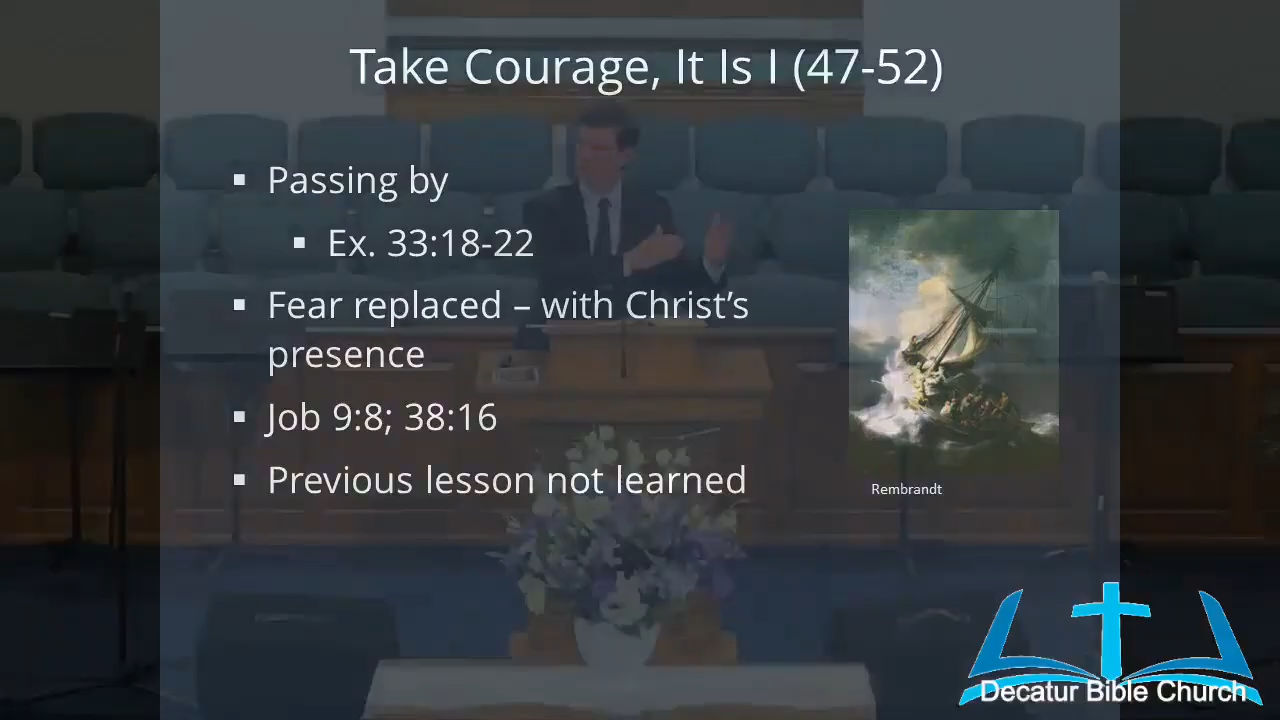 Take Courage, It Is I (47-52)
▪ Passing by
▪ Ex. 33:18-22
▪ Fear replaced – with Christ’s
presence
▪ Job 9:8; 38:16
▪ Previous lesson not learned
Rembrandt
Decatur Bible Church